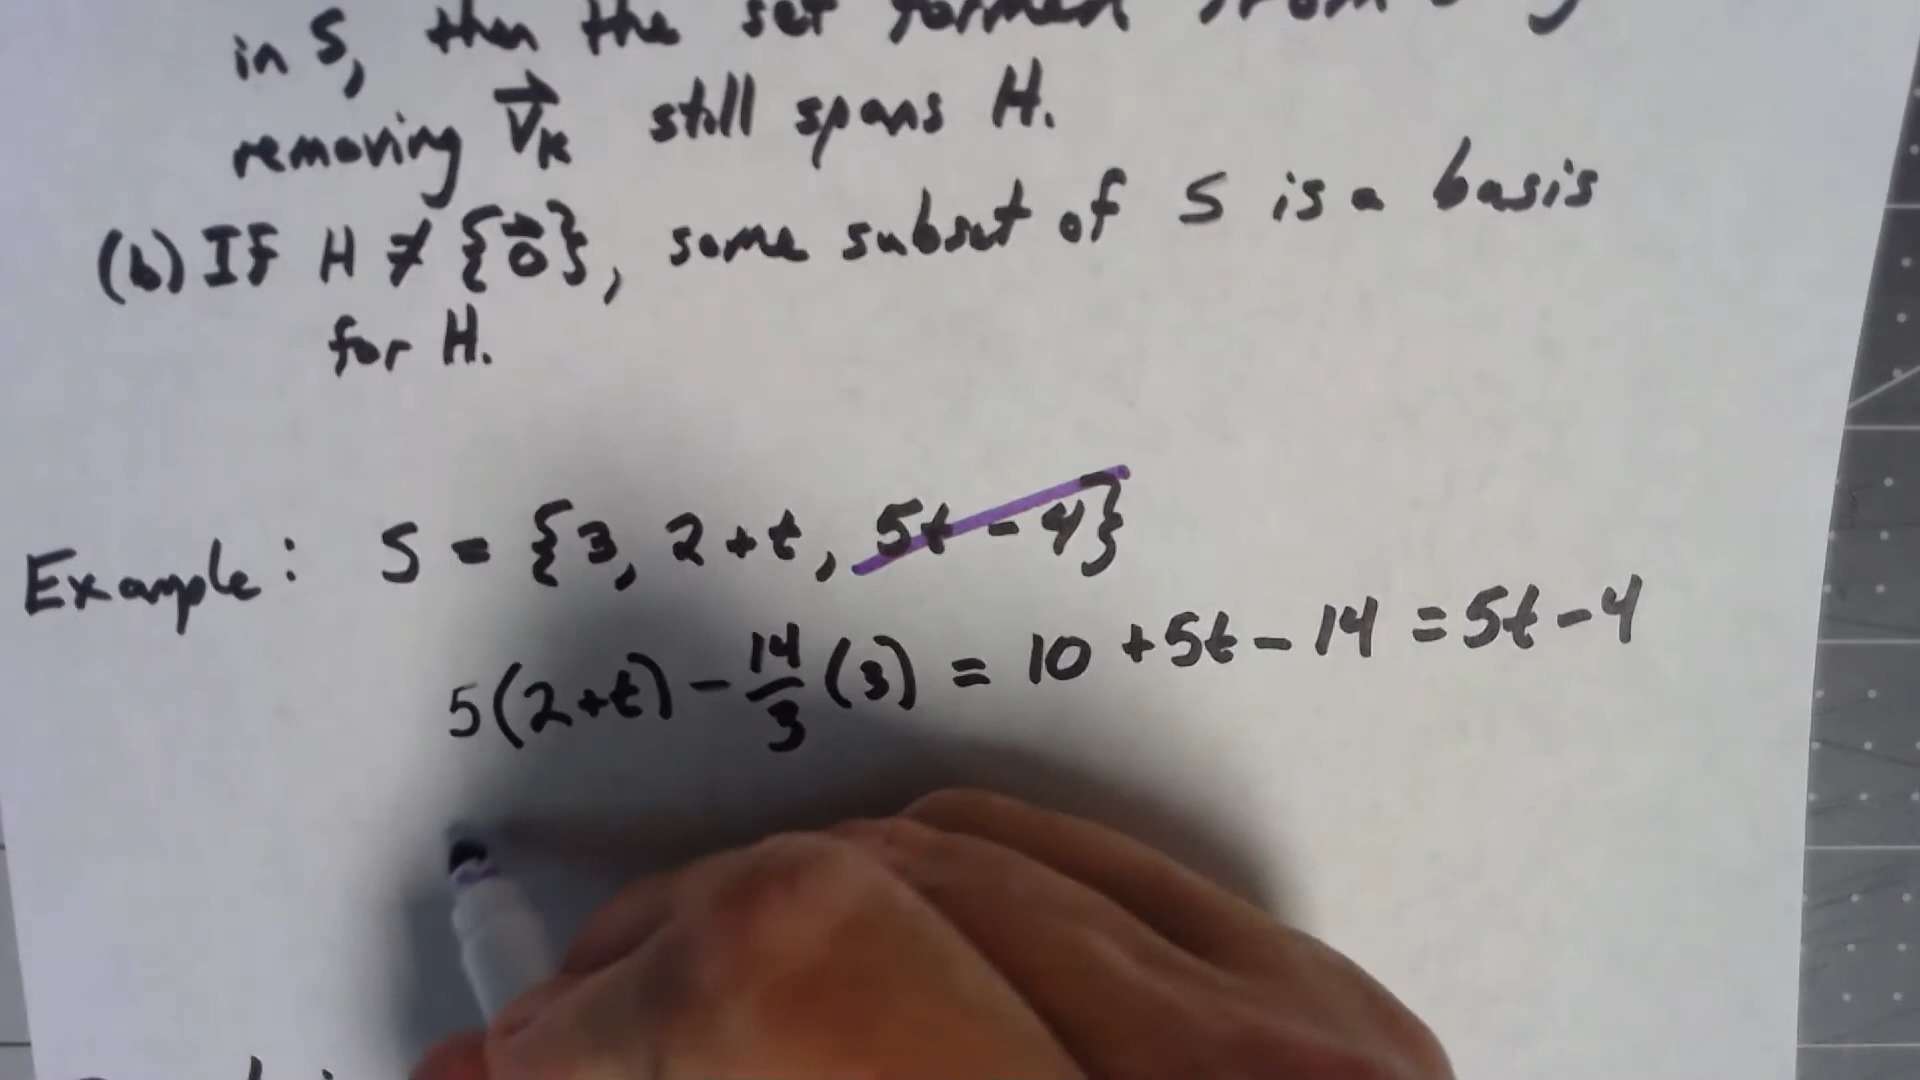 in S, then the set formed from
removing v⃗ₖ still spans H.
(b) If H ≠ {0⃗}, some subset of S is a basis
for H.
Example: S = {3, 2+t, 5t-4}
5(2+t) - 14/3 (3) = 10 + 5t - 14 = 5t - 4